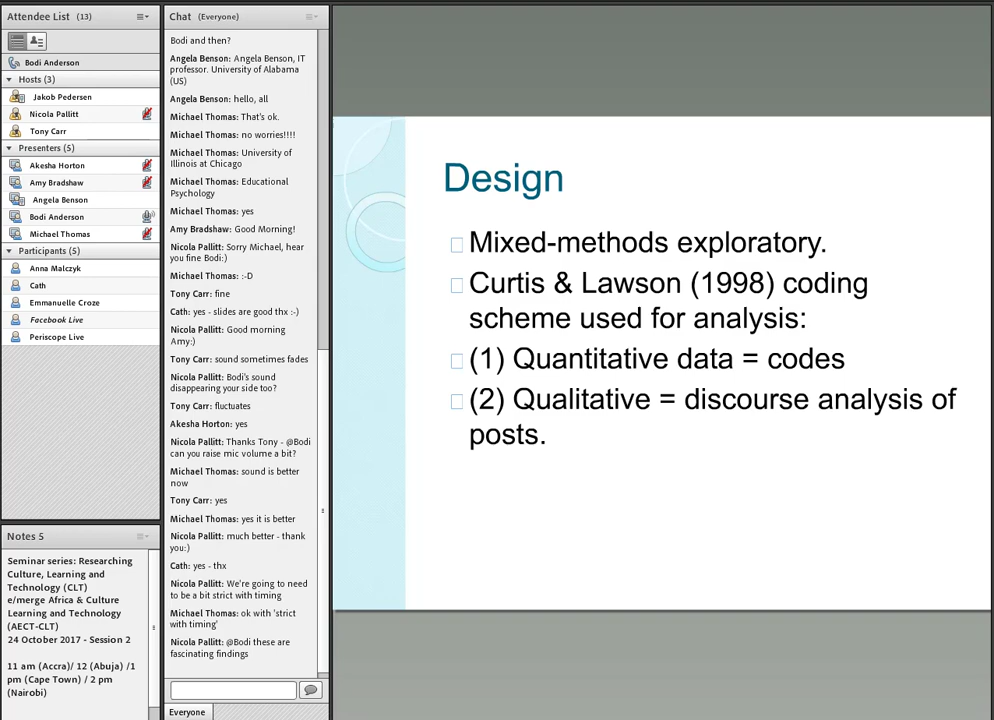 Attendee List (13)
Bodi Anderson
Hosts (3)
Jakob Pedersen
Nicola Pallitt
Tony Carr
Presenters (5)
Akesha Horton
Amy Bradshaw
Angela Benson
Bodi Anderson
Michael Thomas
Participants (5)
Anna Malczyk
Cath
Emmanuelle Croze
Facebook Live
Periscope Live
Notes 5
Seminar series: Researching
Culture, Learning and
Technology (CLT)
e/merge Africa & Culture
Learning and Technology
(AECT-CLT)
24 October 2017 - Session 2
11 am (Accra)/ 12 (Abuja) /1
pm (Cape Town) / 2 pm
(Nairobi)
Chat (Everyone)
Bodi and then?
Angela Benson: Angela Benson, IT
professor. University of Alabama
(US)
Angela Benson: hello, all
Michael Thomas: That's ok.
Michael Thomas: no worries!!!!
Michael Thomas: University of
Illinois at Chicago
Michael Thomas: Educational
Psychology
Michael Thomas: yes
Amy Bradshaw: Good Morning!
Nicola Pallitt: Sorry Michael, hear
you fine Bodi:)
Michael Thomas: :-D
Tony Carr: fine
Cath: yes - slides are good thx :-)
Nicola Pallitt: Good morning
Amy:)
Tony Carr: sound sometimes fades
Nicola Pallitt: Bodi's sound
disappearing your side too?
Tony Carr: fluctuates
Akesha Horton: yes
Nicola Pallitt: Thanks Tony - @Bodi
can you raise mic volume a bit?
Michael Thomas: sound is better
now
Tony Carr: yes
Michael Thomas: yes it is better
Nicola Pallitt: much better - thank
you:)
Cath: yes - thx
Nicola Pallitt: We're going to need
to be a bit strict with timing
Michael Thomas: ok with 'strict
with timing'
Nicola Pallitt: @Bodi these are
fascinating findings
Everyone
Design
Mixed-methods exploratory.
Curtis & Lawson (1998) coding
scheme used for analysis:
(1) Quantitative data = codes
(2) Qualitative = discourse analysis of
posts.